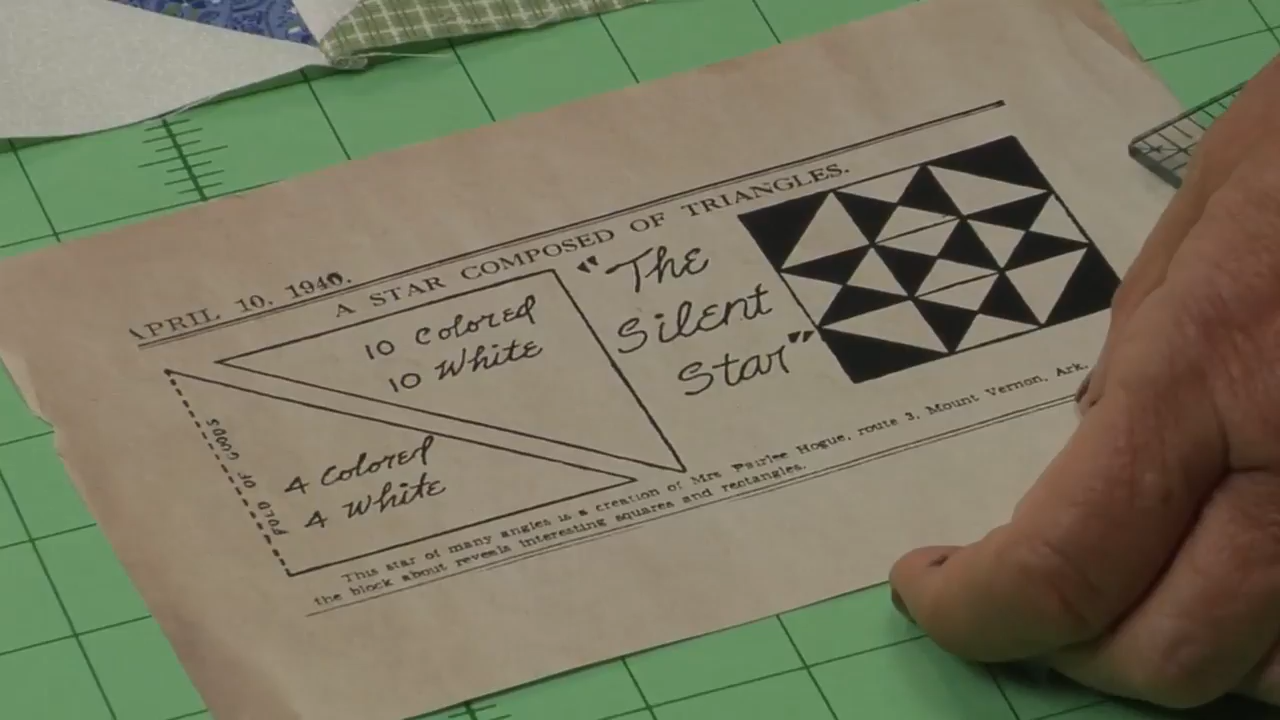 APRIL 10, 1940.
A STAR COMPOSED OF TRIANGLES.
10 Colored
10 White
FOLD OF GOODS
4 Colored
4 White
"The
Silent
Star"
This star of many angles is a creation of Mrs Fairlee Hogue, route 3, Mount Vernon, Ark.
the block about reveals interesting squares and rectangles.